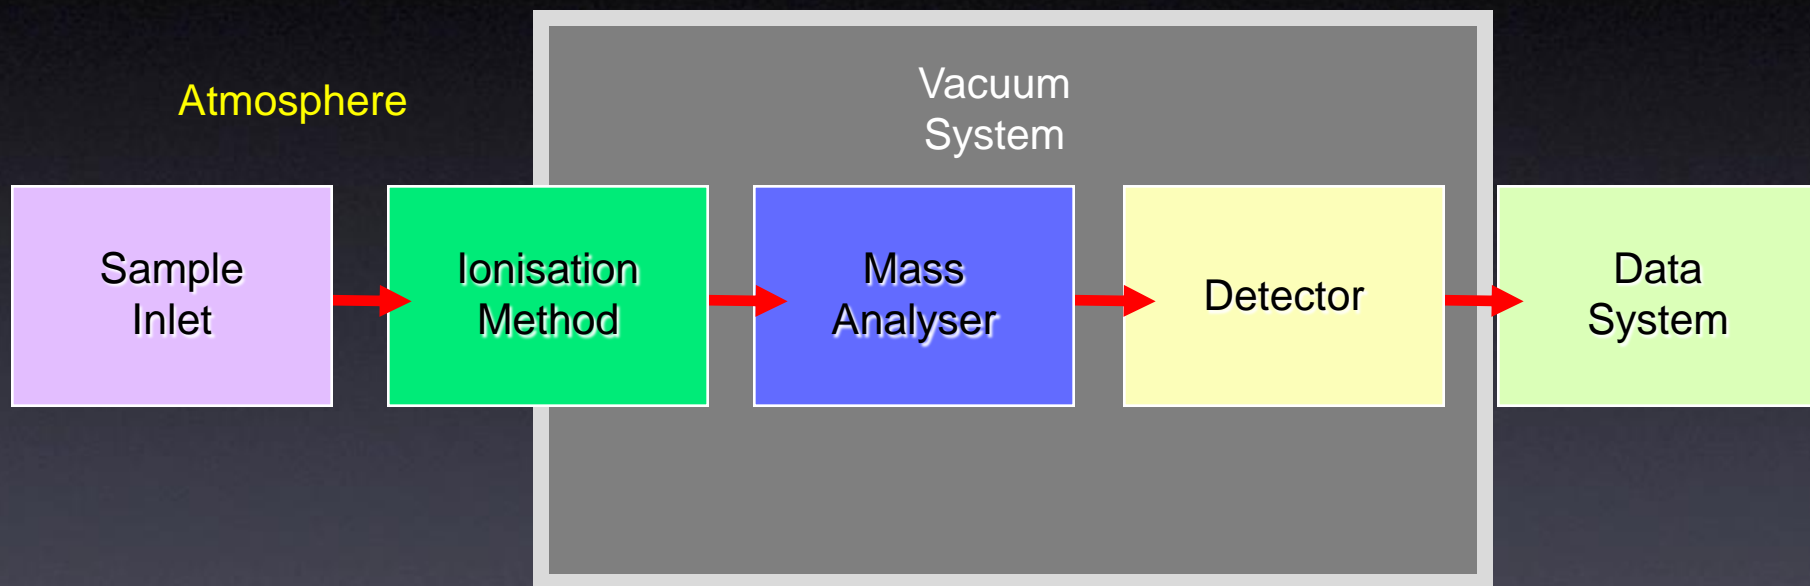 Atmosphere
Vacuum
System
Sample
Inlet
Ionisation
Method
Mass
Analyser
Detector
Data
System